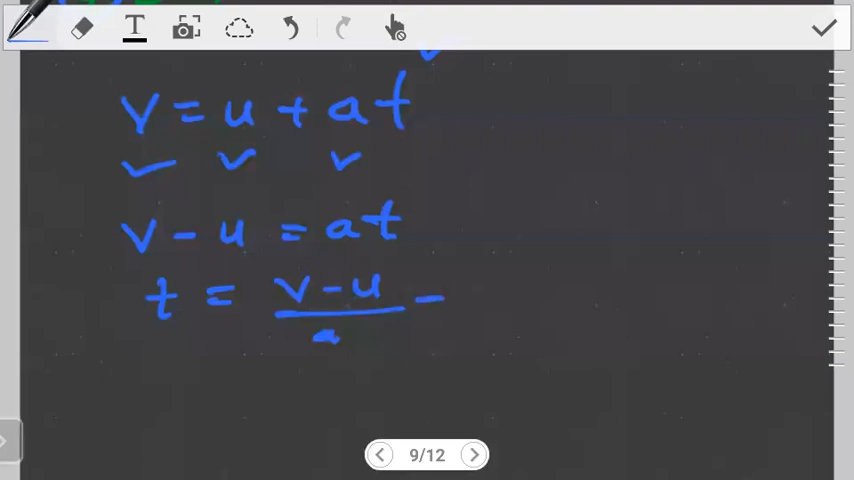 T
v = u + at
✓ ✓ ✓
v - u = at
t = v - u / a -
9/12